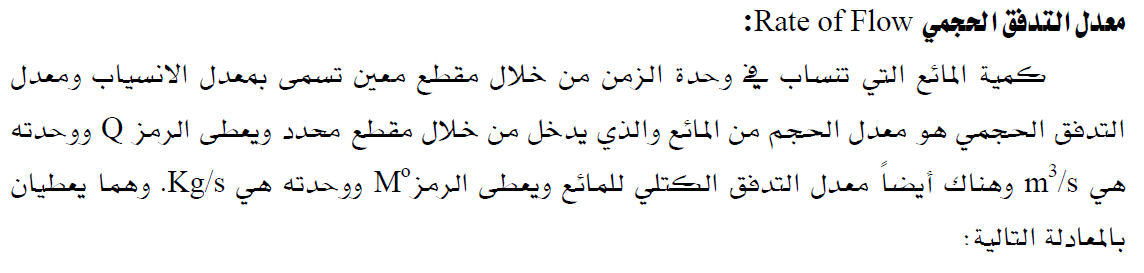 معدل التدفق الحجمي Rate of Flow:
كمية المائع التي تنساب في وحدة الزمن من خلال مقطع معين تسمى بمعدل الانسياب ومعدل
التدفق الحجمي هو معدل الحجم من المائع والذي يدخل من خلال مقطع محدد ويعطى الرمز Q ووحدته
هي m³/s وهناك أيضاً معدل التدفق الكتلي للمائع ويعطى الرمز Mº ووحدته هي Kg/s. وهما يعطيان
بالمعادلة التالية: